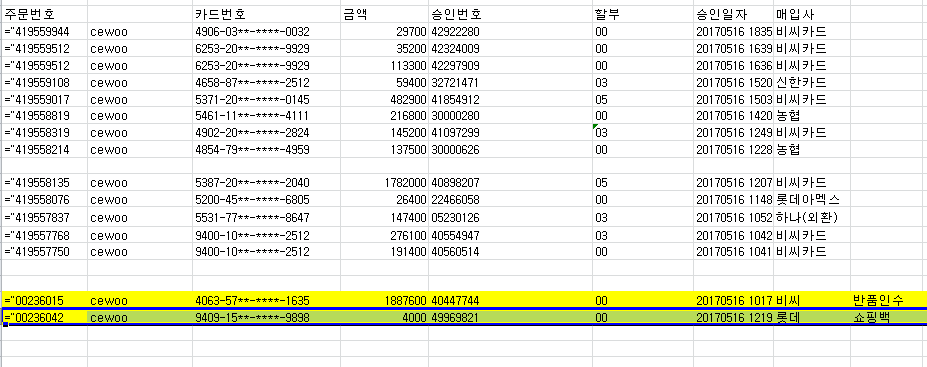 주문번호 카드번호 금액 승인번호 할부 승인일자 매입사
="419559944 cewoo 4906-03**-****-0032 29700 42922280 00 20170516 1835 비씨카드
="419559512 cewoo 6253-20**-****-9929 35200 42324009 00 20170516 1639 비씨카드
="419559512 cewoo 6253-20**-****-9929 113300 42297909 00 20170516 1636 비씨카드
="419559108 cewoo 4658-87**-****-2512 59400 32721471 03 20170516 1520 신한카드
="419559017 cewoo 5371-20**-****-0145 482900 41854912 05 20170516 1503 비씨카드
="419558819 cewoo 5461-11**-****-4111 216800 30000280 00 20170516 1420 농협
="419558319 cewoo 4902-20**-****-2824 145200 41097299 03 20170516 1249 비씨카드
="419558214 cewoo 4854-79**-****-4959 137500 30000626 00 20170516 1228 농협
="419558135 cewoo 5387-20**-****-2040 1782000 40898207 05 20170516 1207 비씨카드
="419558076 cewoo 5200-45**-****-6805 26400 22466058 00 20170516 1148 롯데아멕스
="419557837 cewoo 5531-77**-****-8647 147400 05230126 03 20170516 1052 하나(외환)
="419557768 cewoo 9400-10**-****-2512 276100 40554947 03 20170516 1042 비씨카드
="419557750 cewoo 9400-10**-****-2512 191400 40560514 00 20170516 1041 비씨카드
="00236015 cewoo 4063-57**-****-1635 1887600 40447744 00 20170516 1017 비씨 반품인수
="00236042 cewoo 9409-15**-****-9898 4000 49969821 00 20170516 1219 롯데 쇼핑백